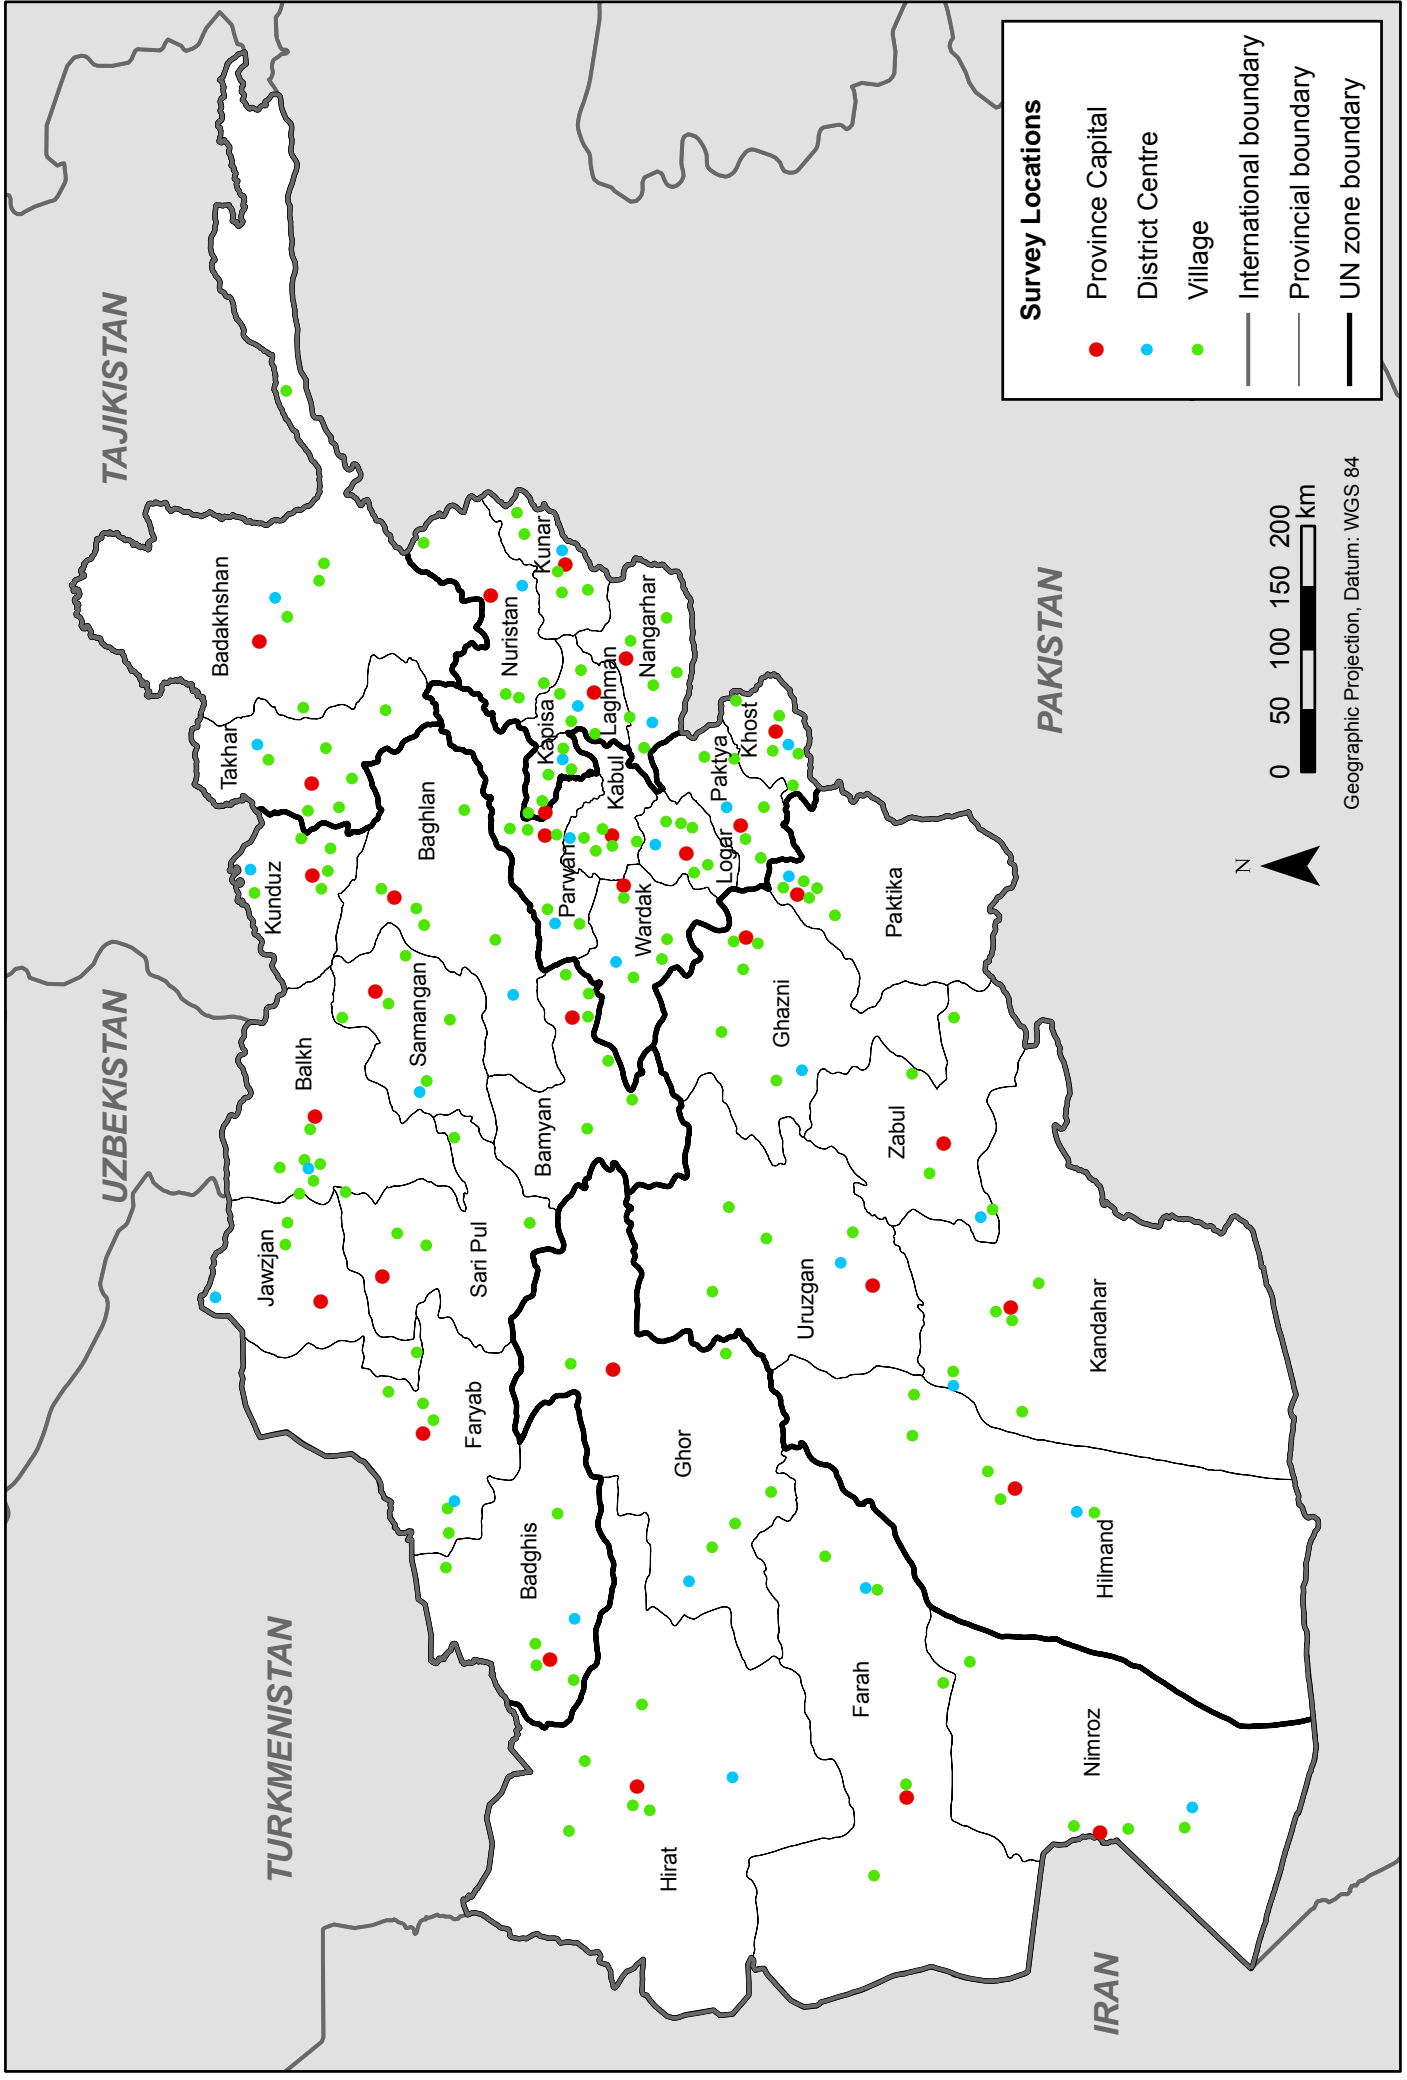 TURKMENISTAN
UZBEKISTAN
TAJIKISTAN
IRAN
PAKISTAN
Jawzjan
Balkh
Kunduz
Takhar
Badakhshan
Faryab
Sari Pul
Samangan
Baghlan
Badghis
Bamyan
Parwan
Kapisa
Nuristan
Kunar
Hirat
Ghor
Wardak
Kabul
Laghman
Nangarhar
Logar
Paktya
Khost
Farah
Uruzgan
Ghazni
Paktika
Zabul
Nimroz
Hilmand
Kandahar
Survey Locations
Province Capital
District Centre
Village
International boundary
Provincial boundary
UN zone boundary
N
0 50 100 150 200
km
Geographic Projection, Datum: WGS 84